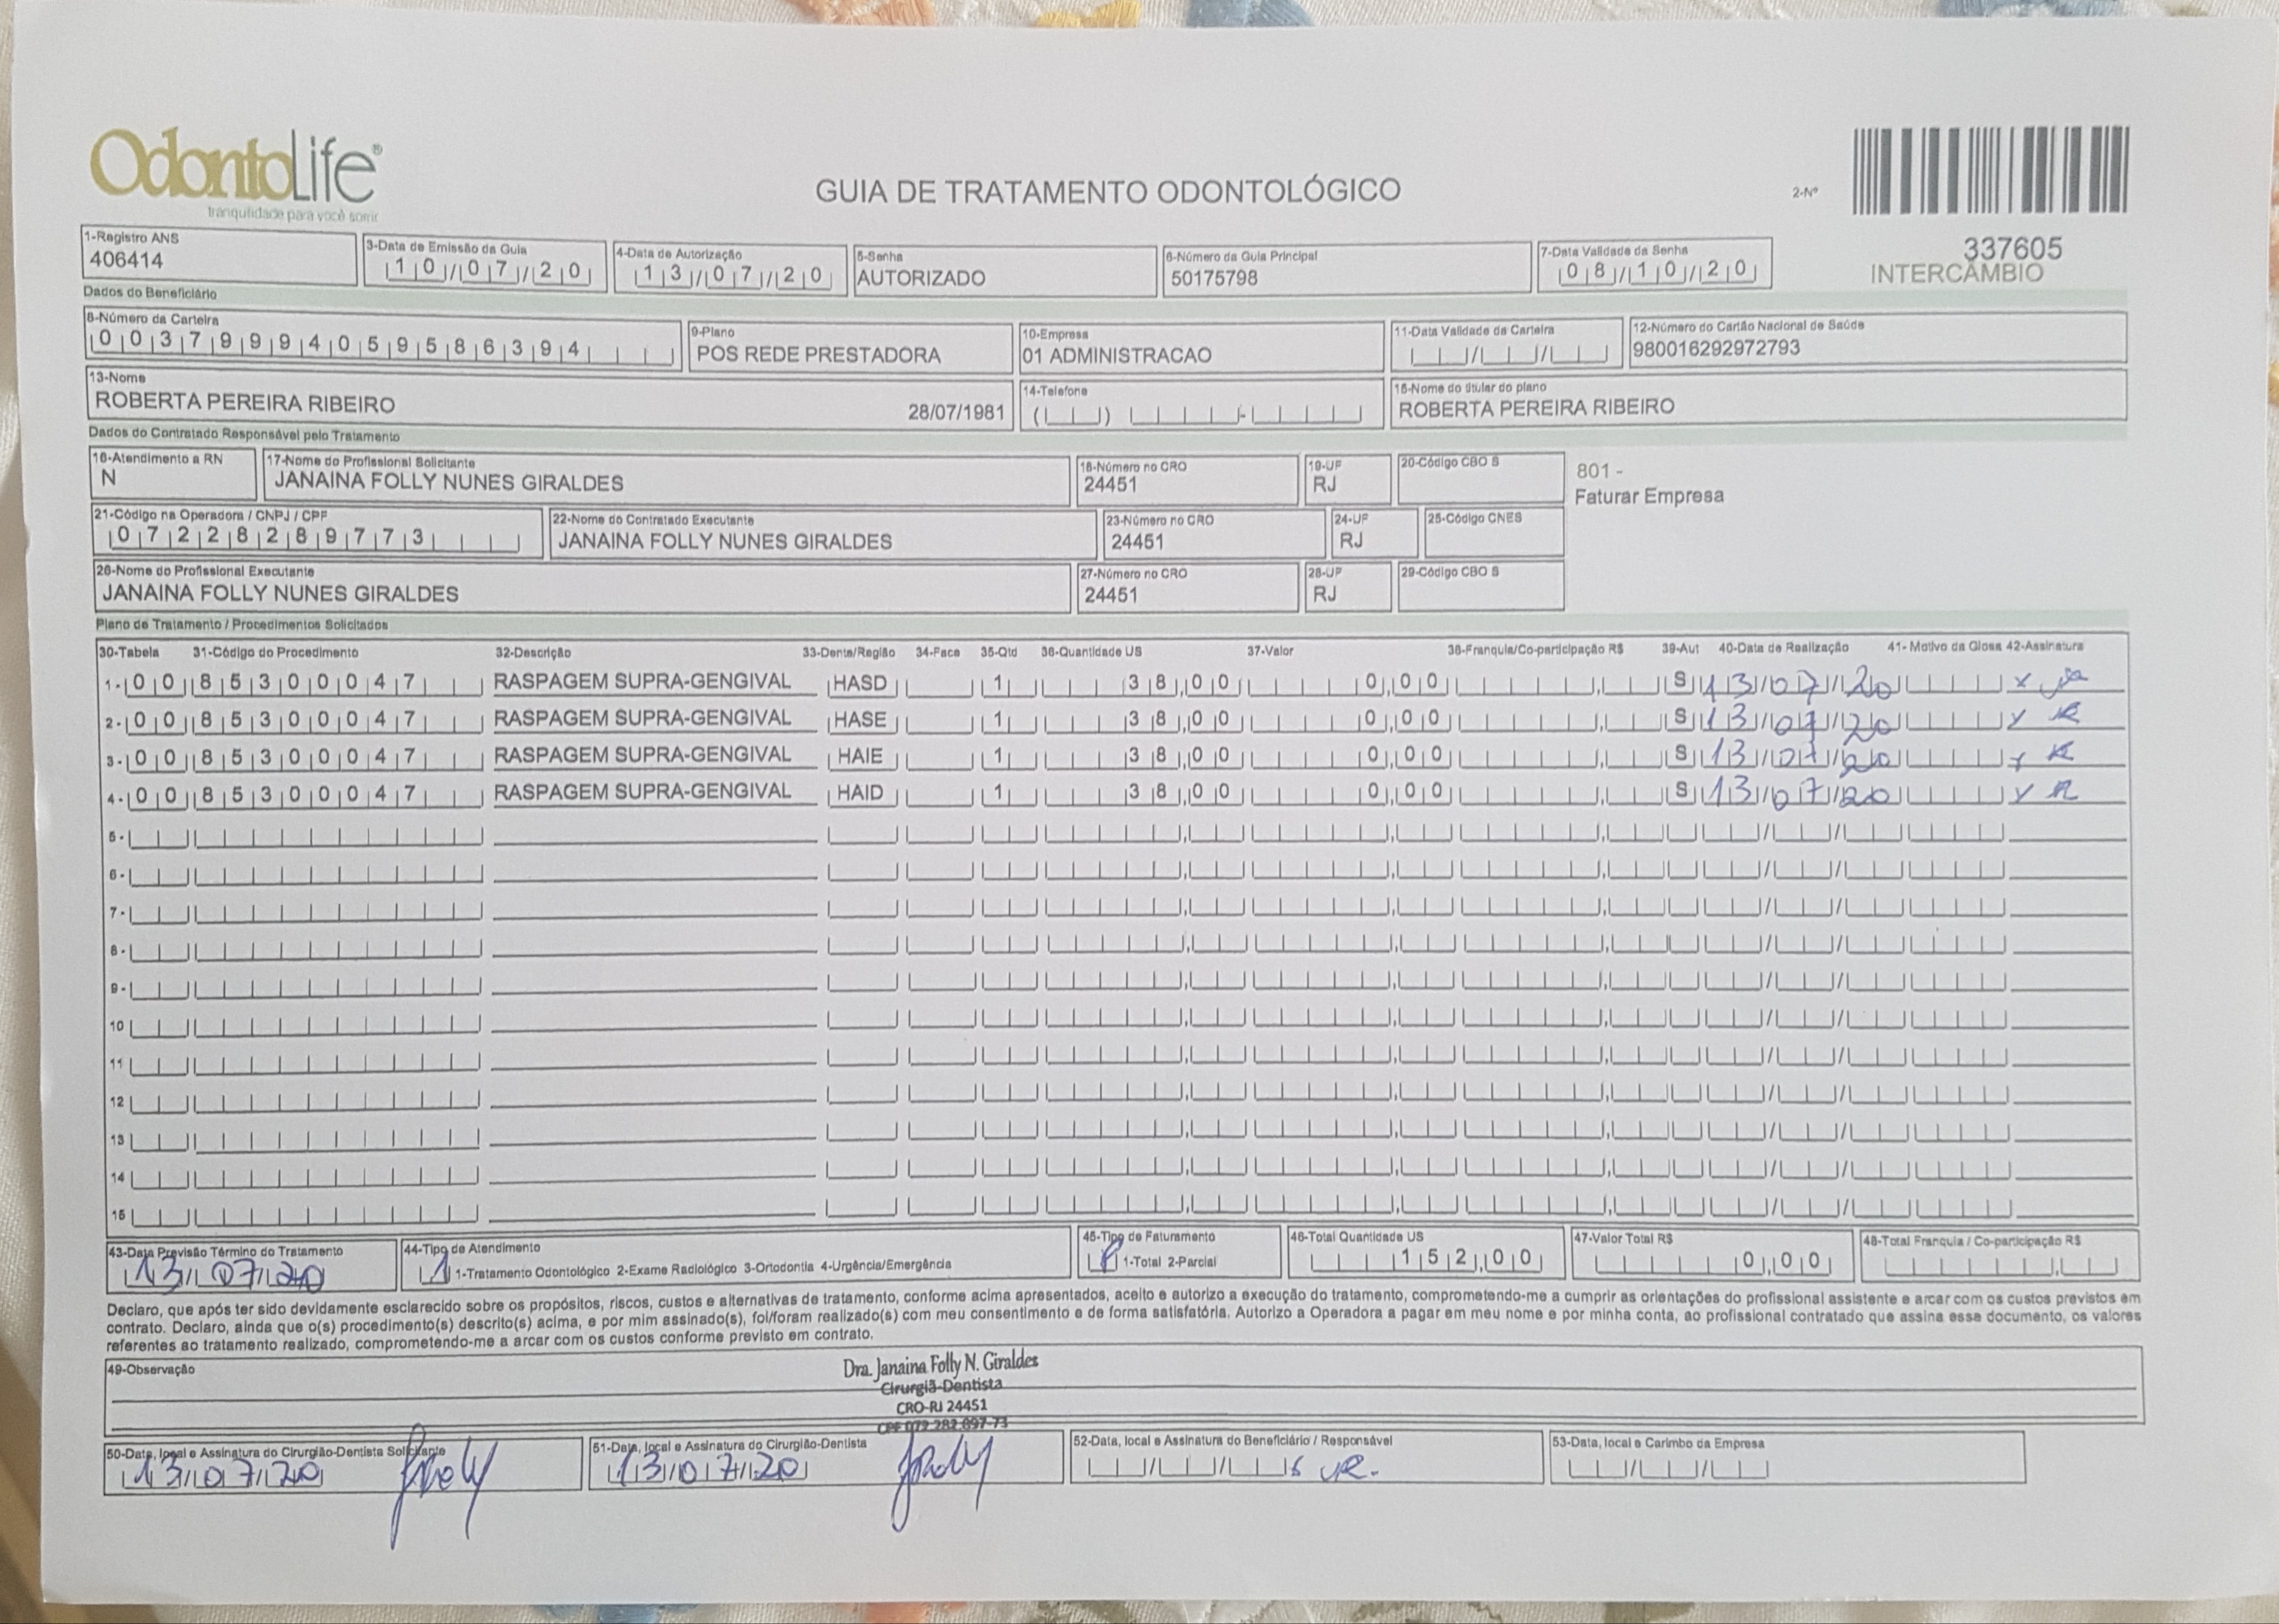 OdontoLife®
tranquilidade para você sorrir
GUIA DE TRATAMENTO ODONTOLÓGICO
2-Nº
337605
INTERCÂMBIO
1-Registro ANS
406414
3-Data de Emissão da Guia
10/07/20
4-Data de Autorização
13/07/20
5-Senha
AUTORIZADO
6-Número da Guia Principal
50175798
7-Data Validade da Senha
08/10/20
Dados do Beneficiário
8-Número da Carteira
00379994059586394
9-Plano
POS REDE PRESTADORA
10-Empresa
01 ADMINISTRACAO
11-Data Validade da Carteira
12-Número do Cartão Nacional de Saúde
980016292972793
13-Nome
ROBERTA PEREIRA RIBEIRO 28/07/1981
14-Telefone
15-Nome do titular do plano
ROBERTA PEREIRA RIBEIRO
Dados do Contratado Responsável pelo Tratamento
16-Atendimento a RN
N
17-Nome do Profissional Solicitante
JANAINA FOLLY NUNES GIRALDES
18-Número no CRO
24451
19-UF
RJ
20-Código CBO S
801 -
Faturar Empresa
21-Código na Operadora / CNPJ / CPF
07228289773
22-Nome do Contratado Executante
JANAINA FOLLY NUNES GIRALDES
23-Número no CRO
24451
24-UF
RJ
25-Código CNES
26-Nome do Profissional Executante
JANAINA FOLLY NUNES GIRALDES
27-Número no CRO
24451
28-UF
RJ
29-Código CBO S
Plano de Tratamento / Procedimentos Solicitados
30-Tabela 31-Código do Procedimento 32-Descrição 33-Dente/Região 34-Face 35-Qtd 36-Quantidade US 37-Valor 38-Franquia/Co-participação R$ 39-Aut 40-Data de Realização 41- Motivo da Glosa 42-Assinatura
1- 00 85300047 RASPAGEM SUPRA-GENGIVAL HASD 1 38,00 0,00 S 13/07/20
2- 00 85300047 RASPAGEM SUPRA-GENGIVAL HASE 1 38,00 0,00 S 13/07/20
3- 00 85300047 RASPAGEM SUPRA-GENGIVAL HAIE 1 38,00 0,00 S 13/07/20
4- 00 85300047 RASPAGEM SUPRA-GENGIVAL HAID 1 38,00 0,00 S 13/07/20
5-
6-
7-
8-
9-
10
11
12
13
14
15
43-Data Previsão Término do Tratamento
13/07/20
44-Tipo de Atendimento
1 1-Tratamento Odontológico 2-Exame Radiológico 3-Ortodontia 4-Urgência/Emergência
45-Tipo de Faturamento
1-Total 2-Parcial
46-Total Quantidade US
152,00
47-Valor Total R$
0,00
48-Total Franquia / Co-participação R$
Declaro, que após ter sido devidamente esclarecido sobre os propósitos, riscos, custos e alternativas de tratamento, conforme acima apresentados, aceito e autorizo a execução do tratamento, comprometendo-me a cumprir as orientações do profissional assistente e arcar com os custos previstos em
contrato. Declaro, ainda que o(s) procedimento(s) descrito(s) acima, e por mim assinado(s), foi/foram realizado(s) com meu consentimento e de forma satisfatória. Autorizo a Operadora a pagar em meu nome e por minha conta, ao profissional contratado que assina esse documento, os valores
referentes ao tratamento realizado, comprometendo-me a arcar com os custos conforme previsto em contrato.
49-Observação
Dra. Janaina Folly N. Giraldes
Cirurgiã-Dentista
CRO-RJ 24451
50-Data, local e Assinatura do Cirurgião-Dentista Solicitante
13/07/20
51-Data, local e Assinatura do Cirurgião-Dentista
13/07/20
52-Data, local e Assinatura do Beneficiário / Responsável
53-Data, local e Carimbo da Empresa